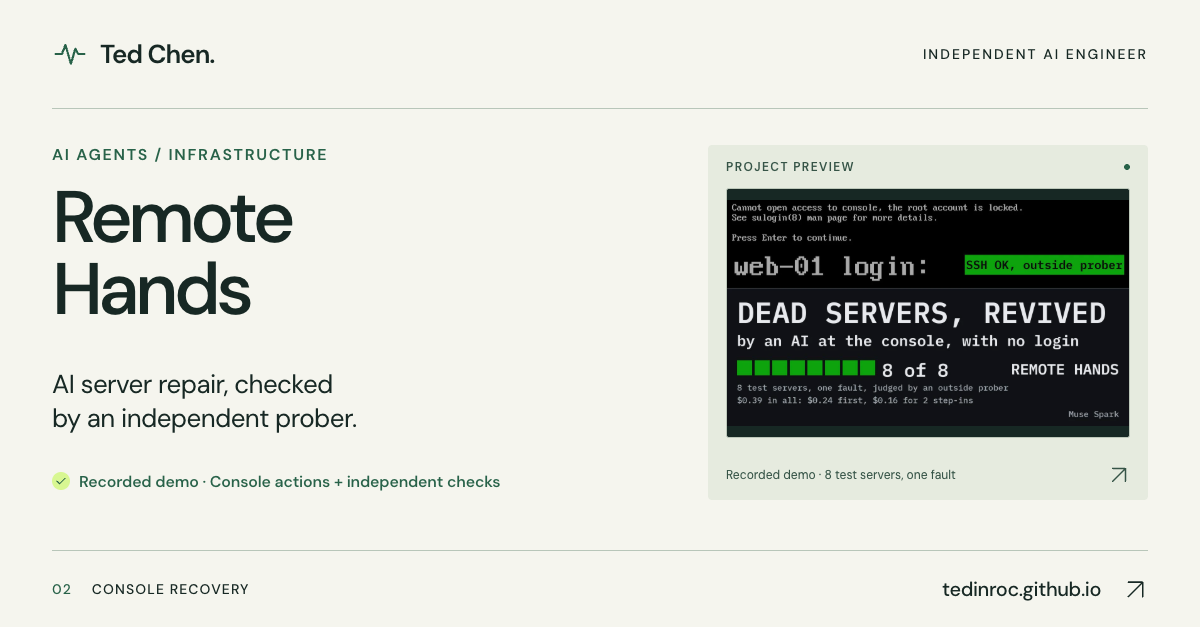 Ted Chen.
INDEPENDENT AI ENGINEER
AI AGENTS / INFRASTRUCTURE
Remote
Hands
AI server repair, checked
by an independent prober.
Recorded demo · Console actions + independent checks
PROJECT PREVIEW
Cannot open access to console, the root account is locked.
See sulogin(8) man page for more details.
Press Enter to continue.
web-01 login:
SSH OK, outside prober
DEAD SERVERS, REVIVED
by an AI at the console, with no login
8 of 8
REMOTE HANDS
8 test servers, one fault, judged by an outside prober
$0.39 in all: $0.24 first, $0.16 for 2 step-ins
Muse Spark
Recorded demo · 8 test servers, one fault
02 CONSOLE RECOVERY
tedinroc.github.io